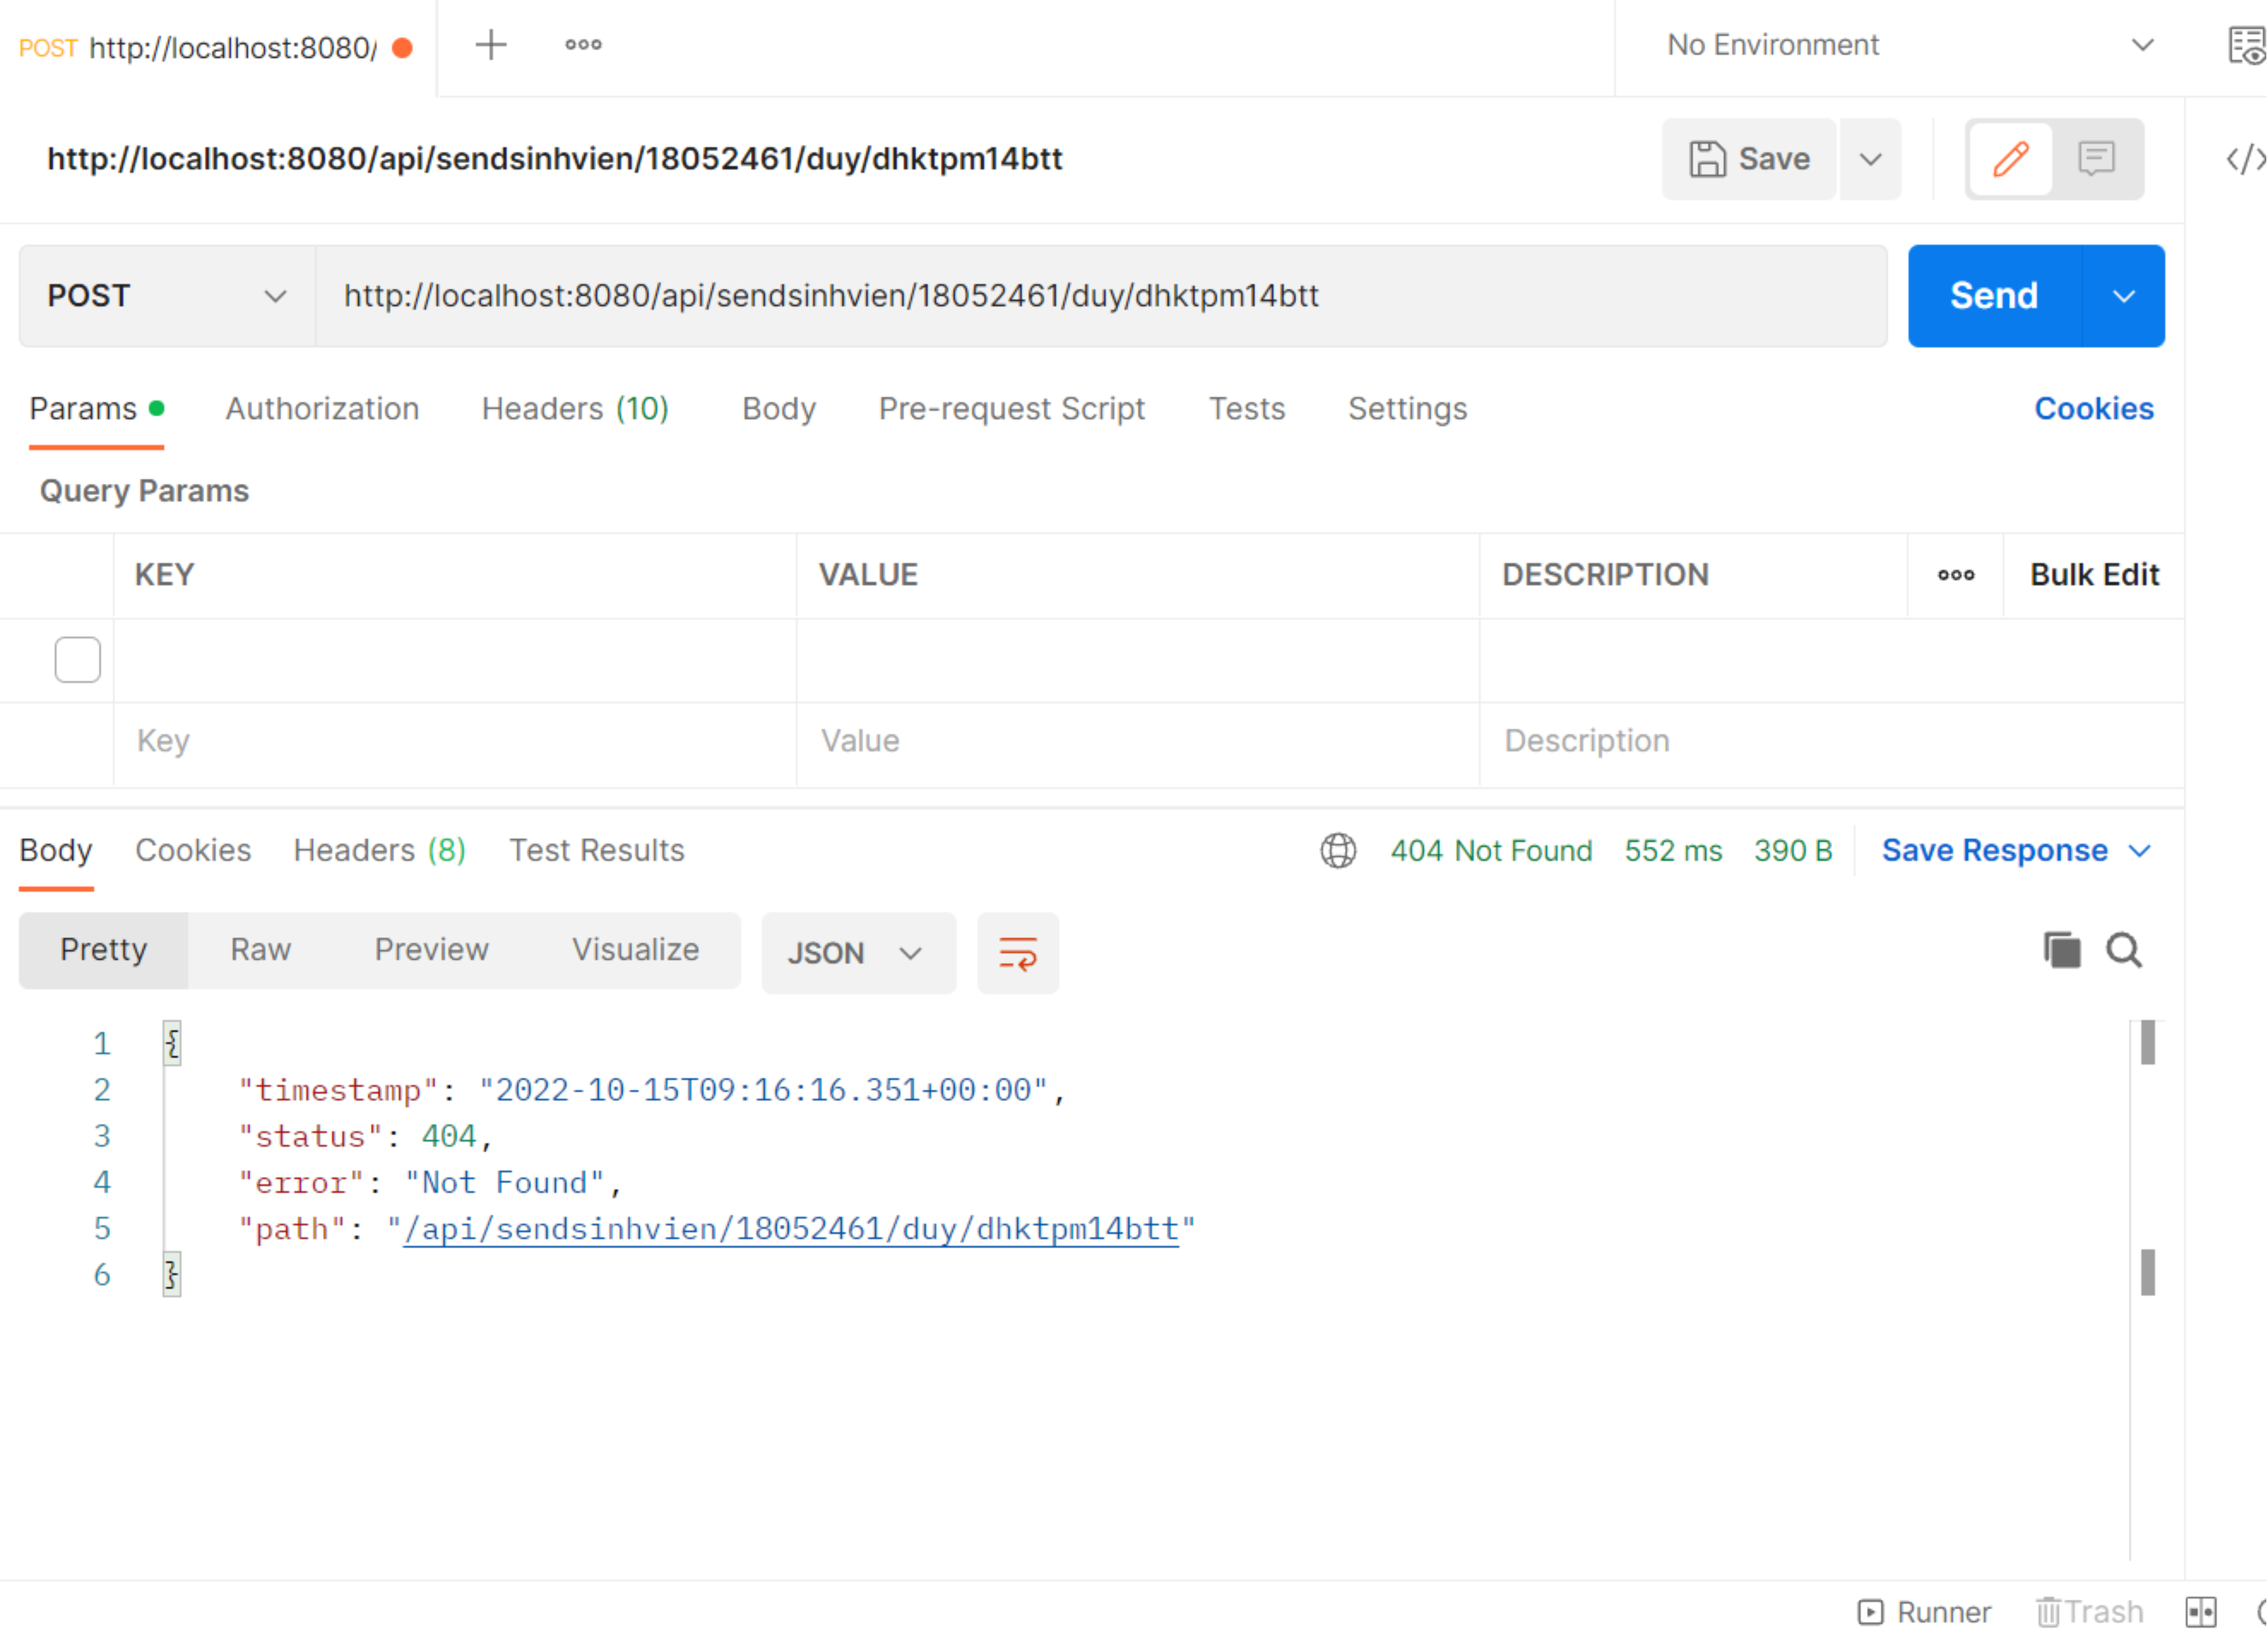 POST http://localhost:8080/
No Environment
http://localhost:8080/api/sendsinhvien/18052461/duy/dhktpm14btt
Save
POST http://localhost:8080/api/sendsinhvien/18052461/duy/dhktpm14btt Send
Params Authorization Headers (10) Body Pre-request Script Tests Settings Cookies
Query Params
KEY VALUE DESCRIPTION Bulk Edit
Key Value Description
Body Cookies Headers (8) Test Results 404 Not Found 552 ms 390 B Save Response
Pretty Raw Preview Visualize JSON
1 {
2 "timestamp": "2022-10-15T09:16:16.351+00:00",
3 "status": 404,
4 "error": "Not Found",
5 "path": "/api/sendsinhvien/18052461/duy/dhktpm14btt"
6 }
Runner Trash